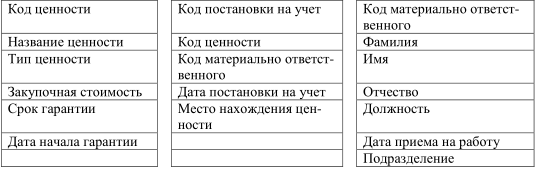 Код ценности
Название ценности
Тип ценности
Закупочная стоимость
Срок гарантии
Дата начала гарантии
Код постановки на учет
Код ценности
Код материально ответст-
венного
Дата постановки на учет
Место нахождения цен-
ности
Код материально ответст-
венного
Фамилия
Имя
Отчество
Должность
Дата приема на работу
Подразделение